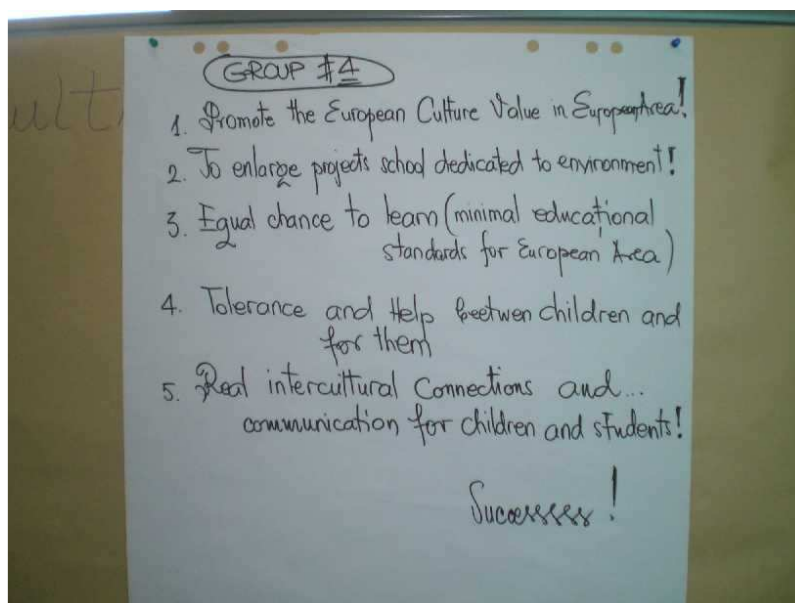 ult
GROUP #4
1. Promote the European Culture Value in European Area!
2. To enlarge projects school dedicated to environment!
3. Equal chance to learn (minimal educational
standards for European Area)
4. Tolerance and Help beetwen children and
for them
5. Real intercultural Connections and...
communication for children and students!
Successsss!